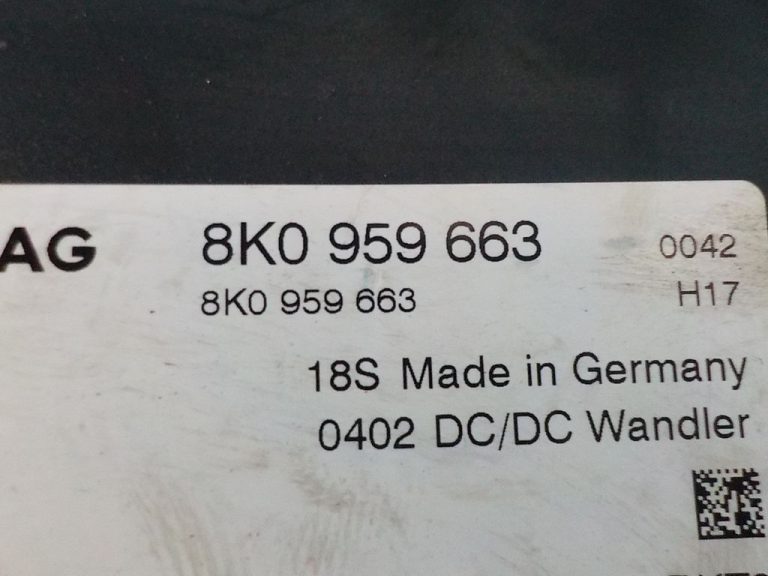 AG 8K0 959 663 0042
8K0 959 663 H17
18S Made in Germany
0402 DC/DC Wandler